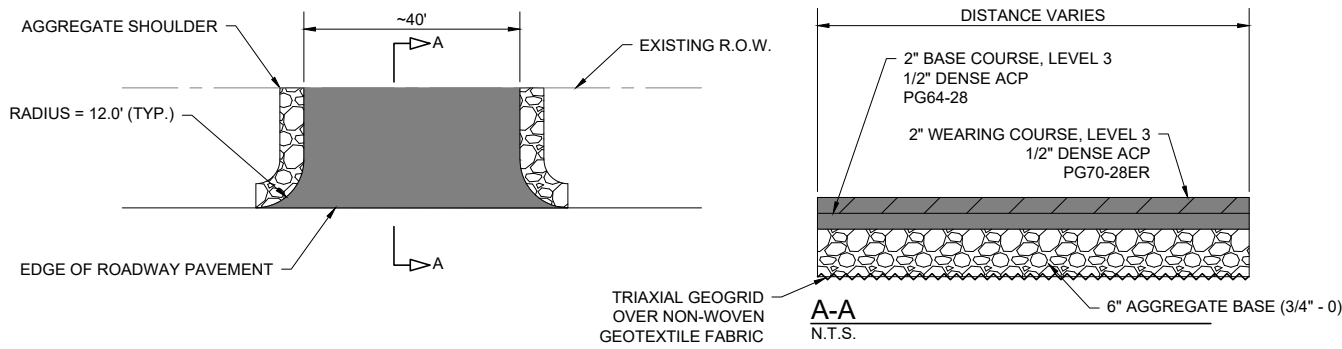 AGGREGATE SHOULDER
~40'
A
EXISTING R.O.W.
RADIUS = 12.0' (TYP.)
EDGE OF ROADWAY PAVEMENT
A
DISTANCE VARIES
2" BASE COURSE, LEVEL 3
1/2" DENSE ACP
PG64-28
2" WEARING COURSE, LEVEL 3
1/2" DENSE ACP
PG70-28ER
TRIAXIAL GEOGRID
OVER NON-WOVEN
GEOTEXTILE FABRIC
6" AGGREGATE BASE (3/4" - 0)
A-A
N.T.S.